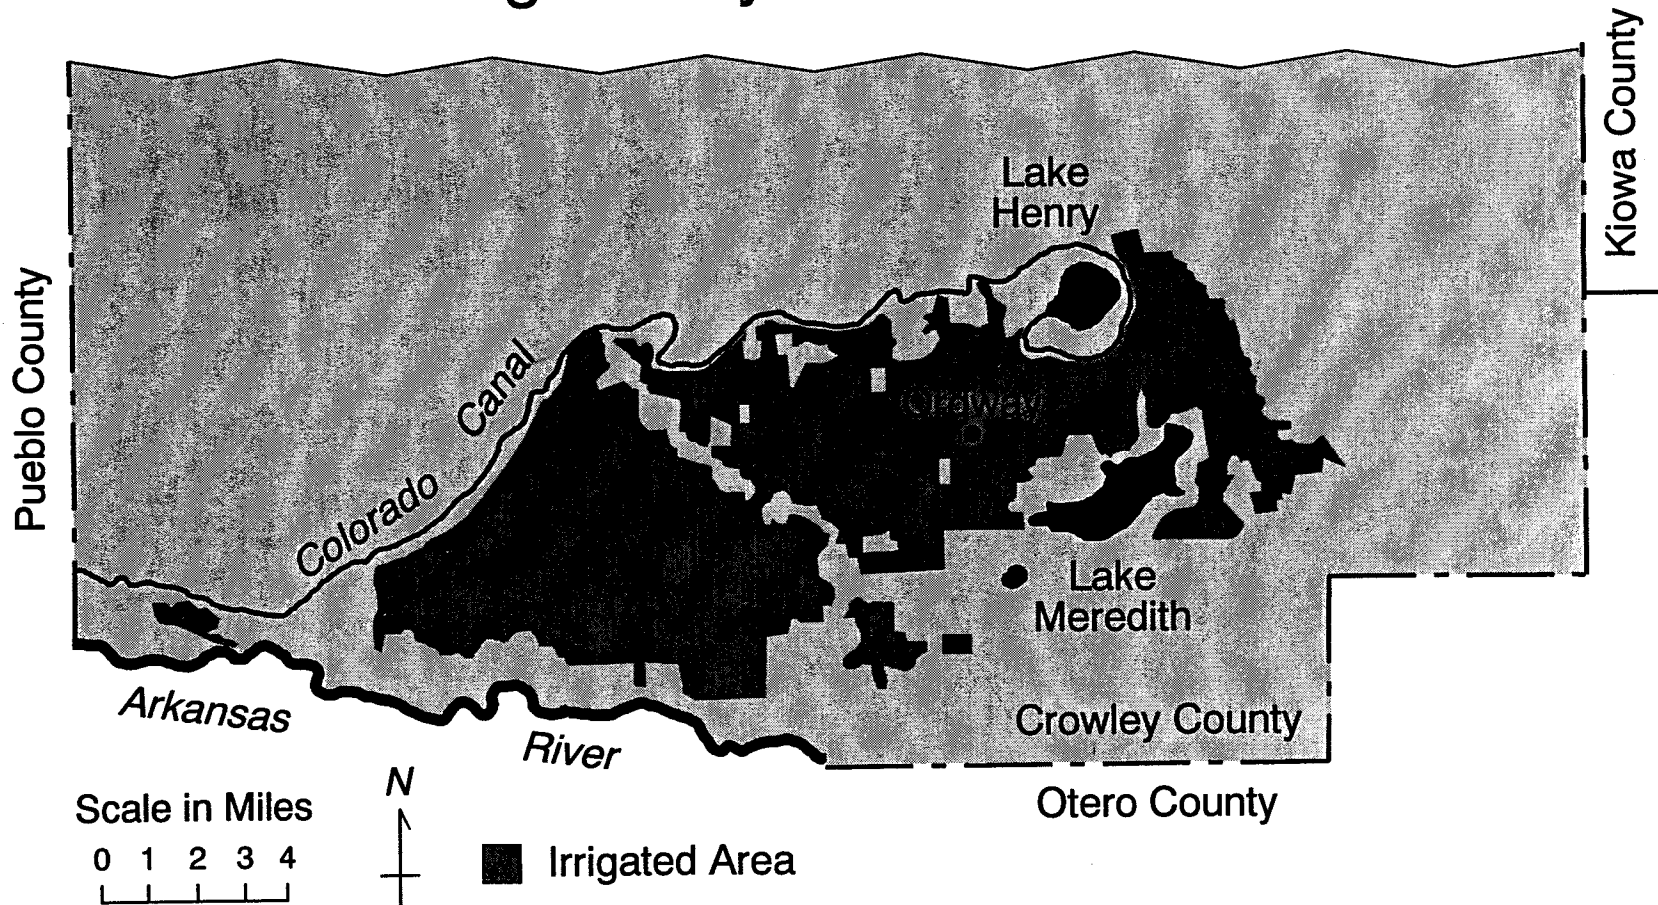 Kiowa County
Lake
Henry
Pueblo County
Canal
Ordway
Colorado
Lake
Meredith
Arkansas
River
Crowley County
Otero County
N
Scale in Miles
0 1 2 3 4
Irrigated Area